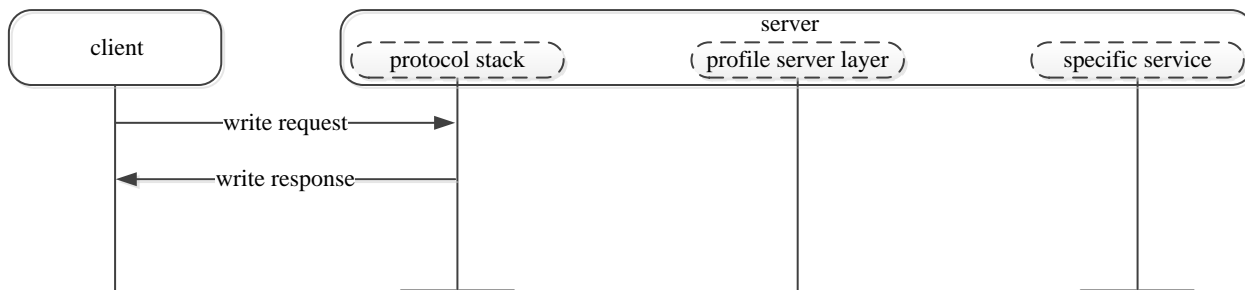 client
server
protocol stack
profile server layer
specific service
write request
write response